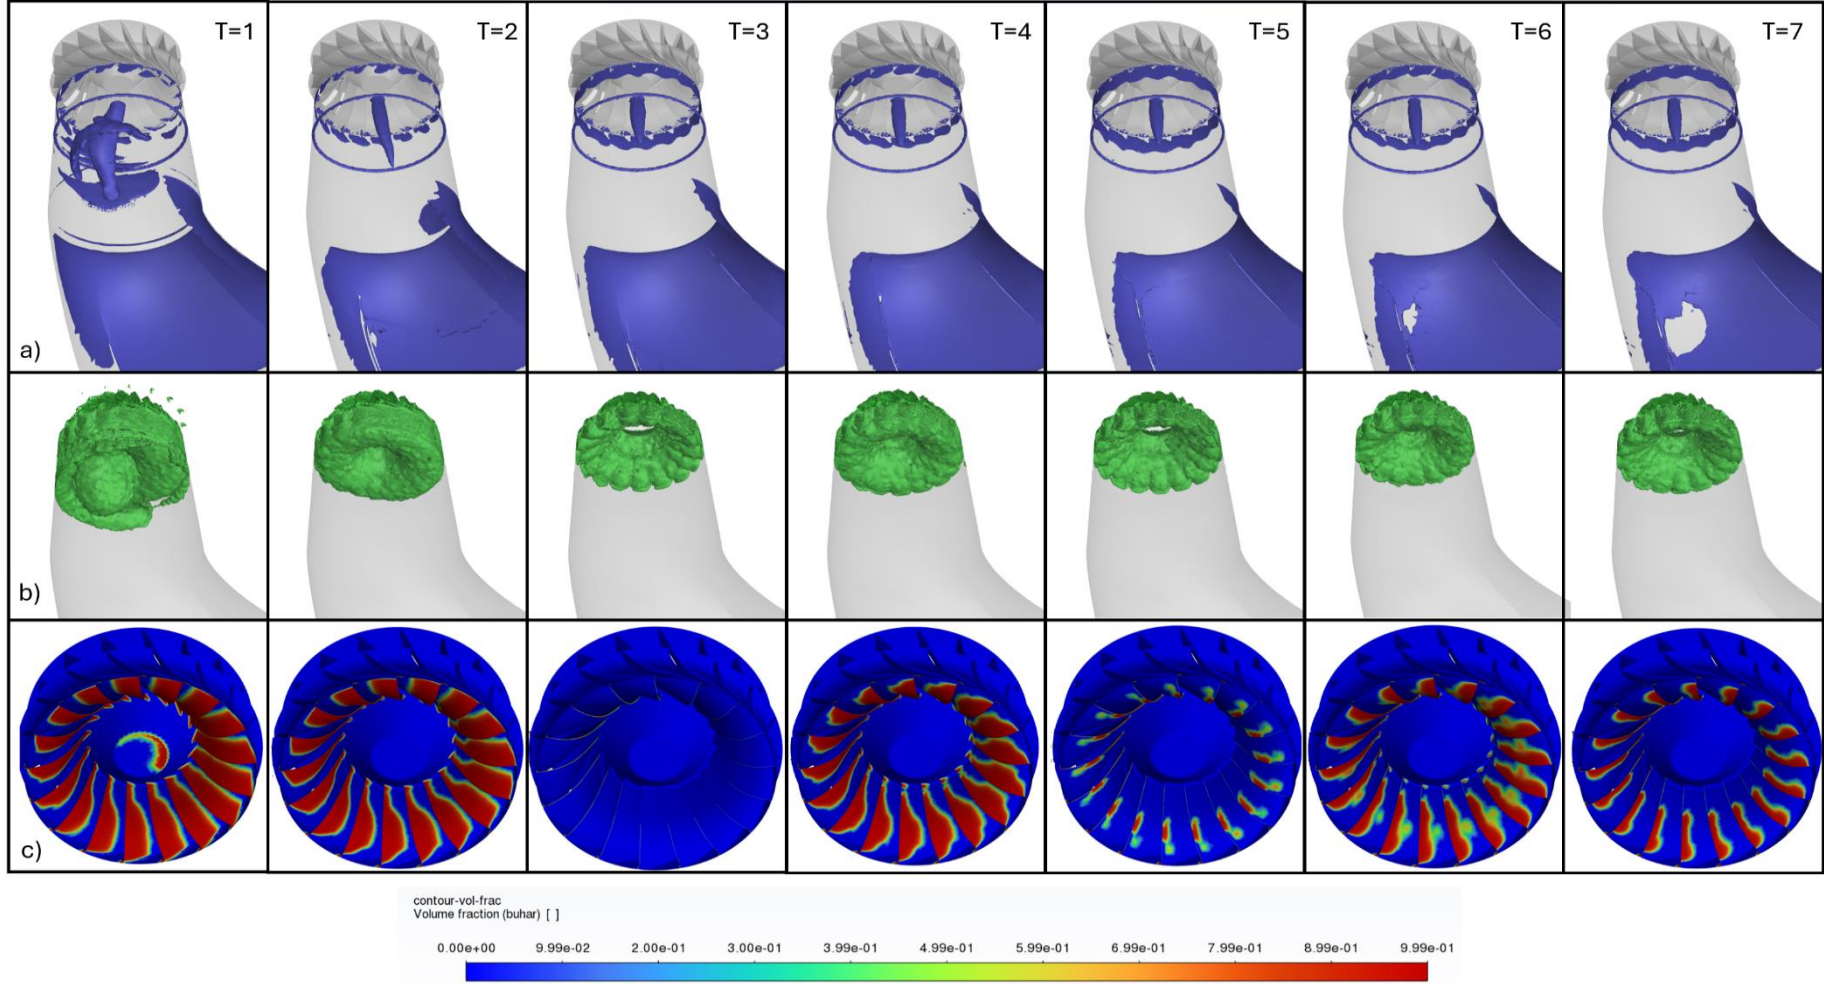 T=1 T=2 T=3 T=4 T=5 T=6 T=7
a)
b)
c)
contour-vol-frac
Volume fraction (buhar) [ ]
0.00e+00 9.99e-02 2.00e-01 3.00e-01 3.99e-01 4.99e-01 5.99e-01 6.99e-01 7.99e-01 8.99e-01 9.99e-01